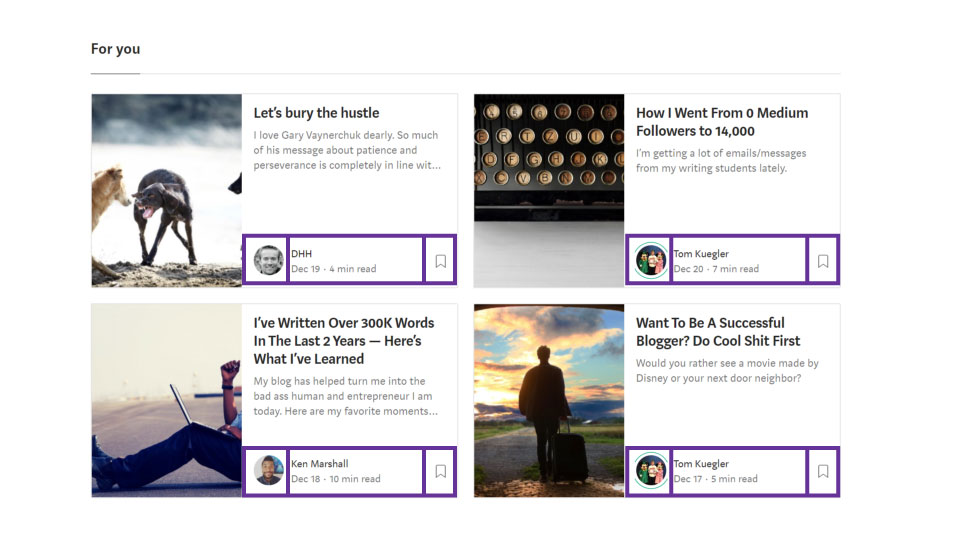 For you
Let's bury the hustle
I love Gary Vaynerchuk dearly. So much
of his message about patience and
perseverance is completely in line wit…
DHH
Dec 19 · 4 min read
How I Went From 0 Medium
Followers to 14,000
I'm getting a lot of emails/messages
from my writing students lately.
Tom Kuegler
Dec 20 · 7 min read
I've Written Over 300K Words
In The Last 2 Years — Here's
What I've Learned
My blog has helped turn me into the
bad ass human and entrepreneur I am
today. Here are my favorite moments…
Ken Marshall
Dec 18 · 10 min read
Want To Be A Successful
Blogger? Do Cool Shit First
Would you rather see a movie made by
Disney or your next door neighbor?
Tom Kuegler
Dec 17 · 5 min read